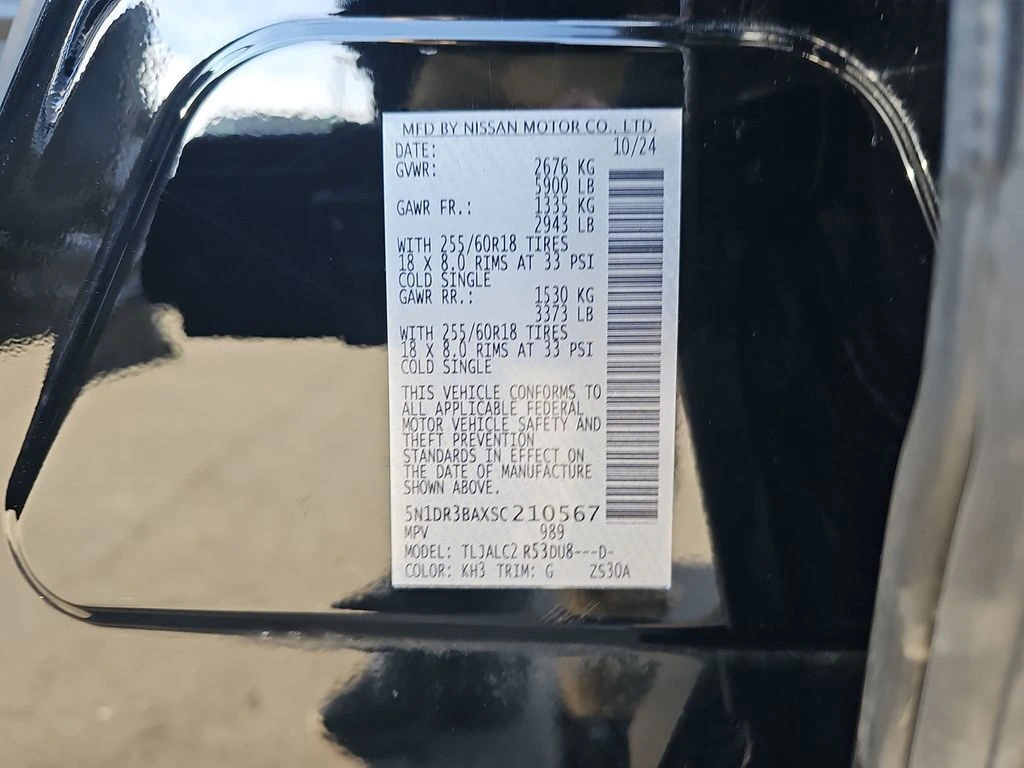 MFD BY NISSAN MOTOR CO., LTD.
DATE: 10/24
GVWR: 2676 KG
5900 LB
GAWR FR.: 1335 KG
2943 LB
WITH 255/60R18 TIRES
18 X 8.0 RIMS AT 33 PSI
COLD SINGLE
GAWR RR.: 1530 KG
3373 LB
WITH 255/60R18 TIRES
18 X 8.0 RIMS AT 33 PSI
COLD SINGLE
THIS VEHICLE CONFORMS TO
ALL APPLICABLE FEDERAL
MOTOR VEHICLE SAFETY AND
THEFT PREVENTION
STANDARDS IN EFFECT ON
THE DATE OF MANUFACTURE
SHOWN ABOVE.
5N1DR3BAXSC210567
MPV 989
MODEL: TLJALC2 R53DU8---D-
COLOR: KH3 TRIM: G ZS30A